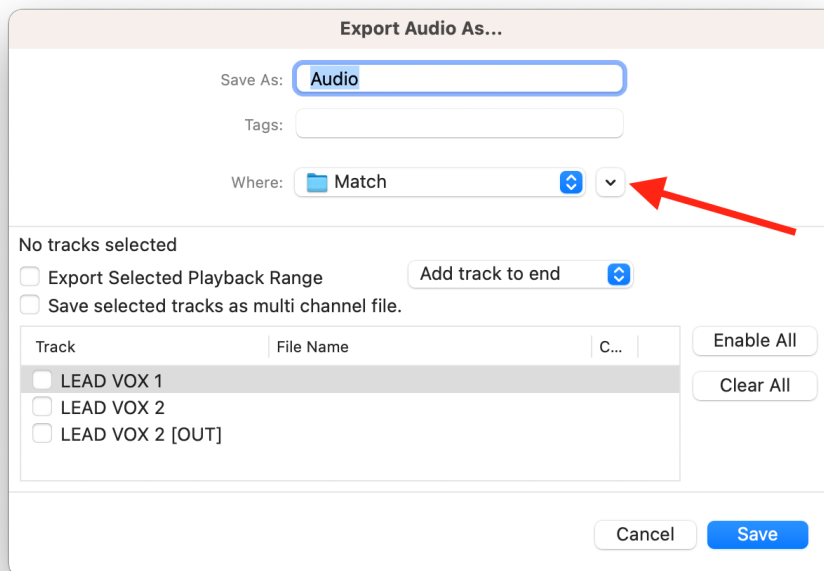 Export Audio As...
Save As: Audio
Tags:
Where: Match
No tracks selected
Export Selected Playback Range Add track to end
Save selected tracks as multi channel file.
Track File Name C... Enable All
LEAD VOX 1 Clear All
LEAD VOX 2
LEAD VOX 2 [OUT]
Cancel Save